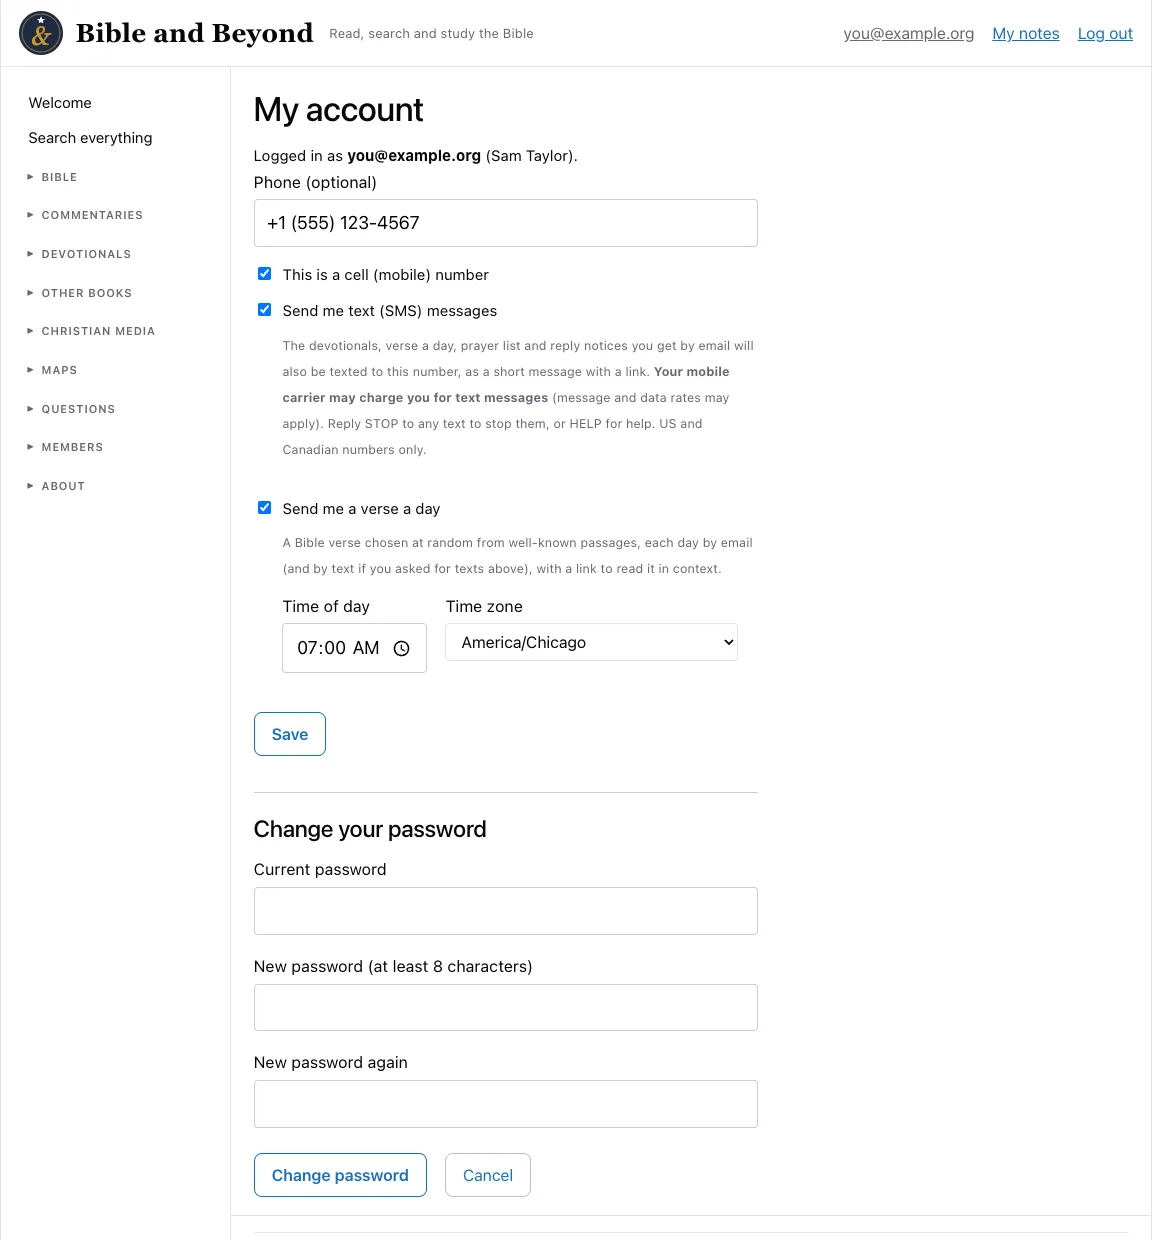 &
Bible and Beyond
Read, search and study the Bible
you@example.org
My notes
Log out
Welcome
Search everything
BIBLE
COMMENTARIES
DEVOTIONALS
OTHER BOOKS
CHRISTIAN MEDIA
MAPS
QUESTIONS
MEMBERS
ABOUT
My account
Logged in as you@example.org (Sam Taylor).
Phone (optional)
+1 (555) 123-4567
This is a cell (mobile) number
Send me text (SMS) messages
The devotionals, verse a day, prayer list and reply notices you get by email will
also be texted to this number, as a short message with a link. Your mobile
carrier may charge you for text messages (message and data rates may
apply). Reply STOP to any text to stop them, or HELP for help. US and
Canadian numbers only.
Send me a verse a day
A Bible verse chosen at random from well-known passages, each day by email
(and by text if you asked for texts above), with a link to read it in context.
Time of day
Time zone
07:00 AM
America/Chicago
Save
Change your password
Current password
New password (at least 8 characters)
New password again
Change password
Cancel